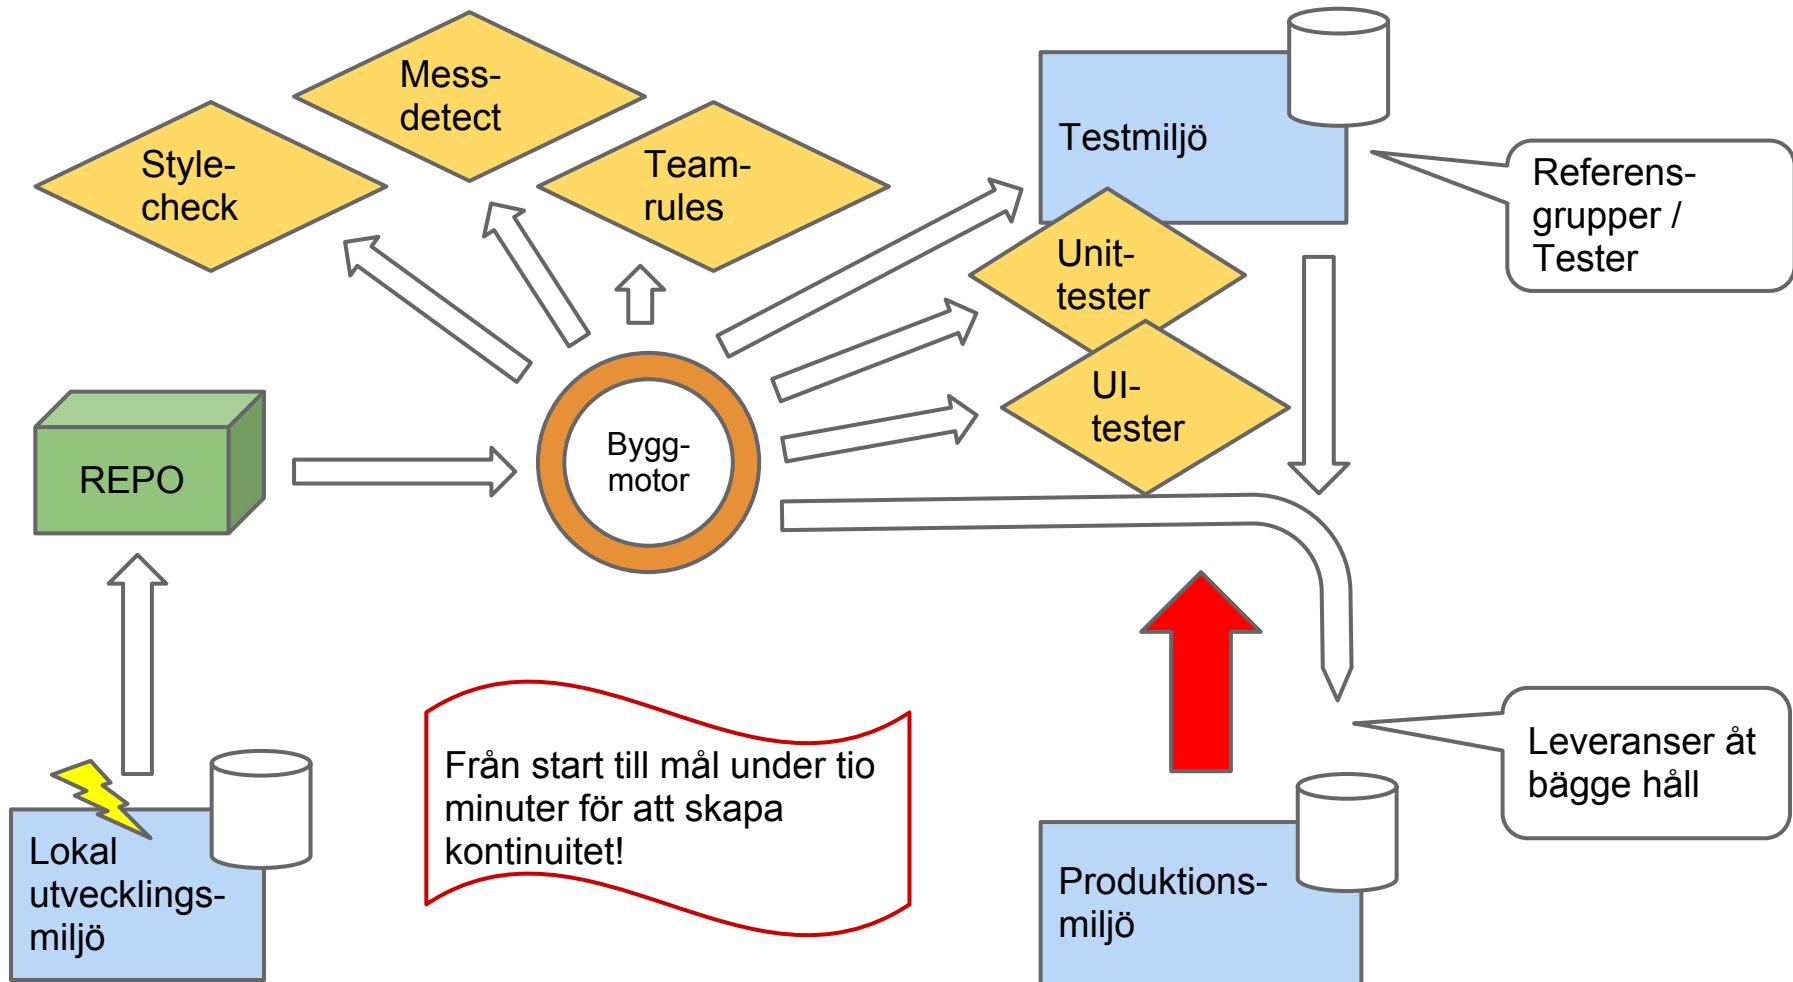 Mess-
detect
Style-
check
Team-
rules
Testmiljö
Referens-
grupper /
Tester
Unit-
tester
UI-
tester
Bygg-
motor
REPO
Från start till mål under tio
minuter för att skapa
kontinuitet!
Leveranser åt
bägge håll
Lokal
utvecklings-
miljö
Produktions-
miljö